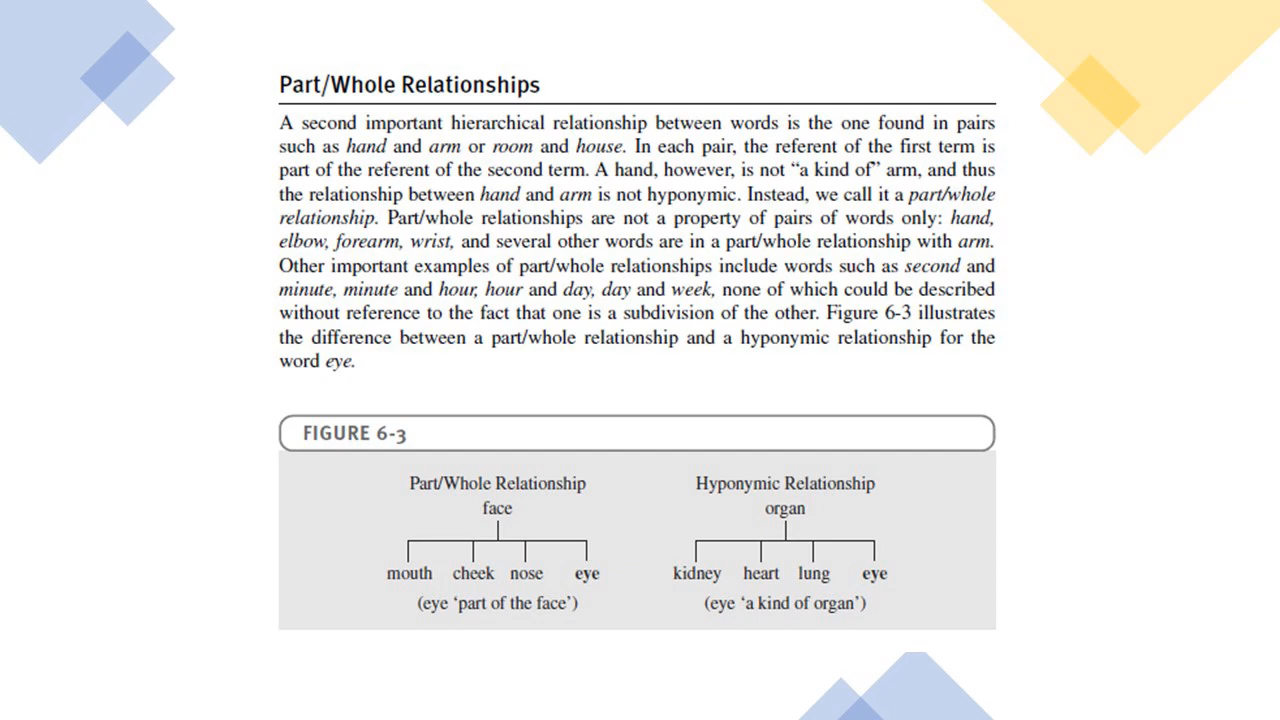 Part/Whole Relationships
A second important hierarchical relationship between words is the one found in pairs
such as hand and arm or room and house. In each pair, the referent of the first term is
part of the referent of the second term. A hand, however, is not “a kind of” arm, and thus
the relationship between hand and arm is not hyponymic. Instead, we call it a part/whole
relationship. Part/whole relationships are not a property of pairs of words only: hand,
elbow, forearm, wrist, and several other words are in a part/whole relationship with arm.
Other important examples of part/whole relationships include words such as second and
minute, minute and hour, hour and day, day and week, none of which could be described
without reference to the fact that one is a subdivision of the other. Figure 6-3 illustrates
the difference between a part/whole relationship and a hyponymic relationship for the
word eye.
FIGURE 6-3
Part/Whole Relationship
face
mouth cheek nose eye
(eye ‘part of the face’)
Hyponymic Relationship
organ
kidney heart lung eye
(eye ‘a kind of organ’)